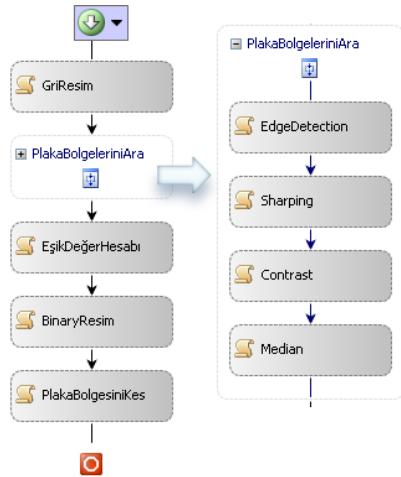 GriResim
PlakaBolgeleriniAra
EşikDeğerHesabı
BinaryResim
PlakaBolgesiniKes
PlakaBolgeleriniAra
EdgeDetection
Sharping
Contrast
Median